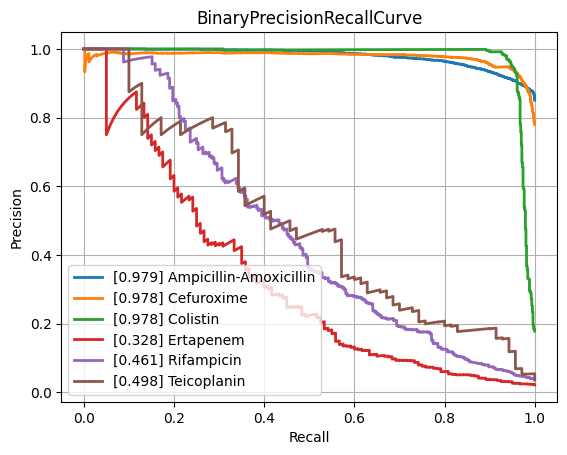 BinaryPrecisionRecallCurve
Precision
1.0
0.8
0.6
0.4
0.2
0.0
[0.979] Ampicillin-Amoxicillin
[0.978] Cefuroxime
[0.978] Colistin
[0.328] Ertapenem
[0.461] Rifampicin
[0.498] Teicoplanin
0.0 0.2 0.4 0.6 0.8 1.0
Recall